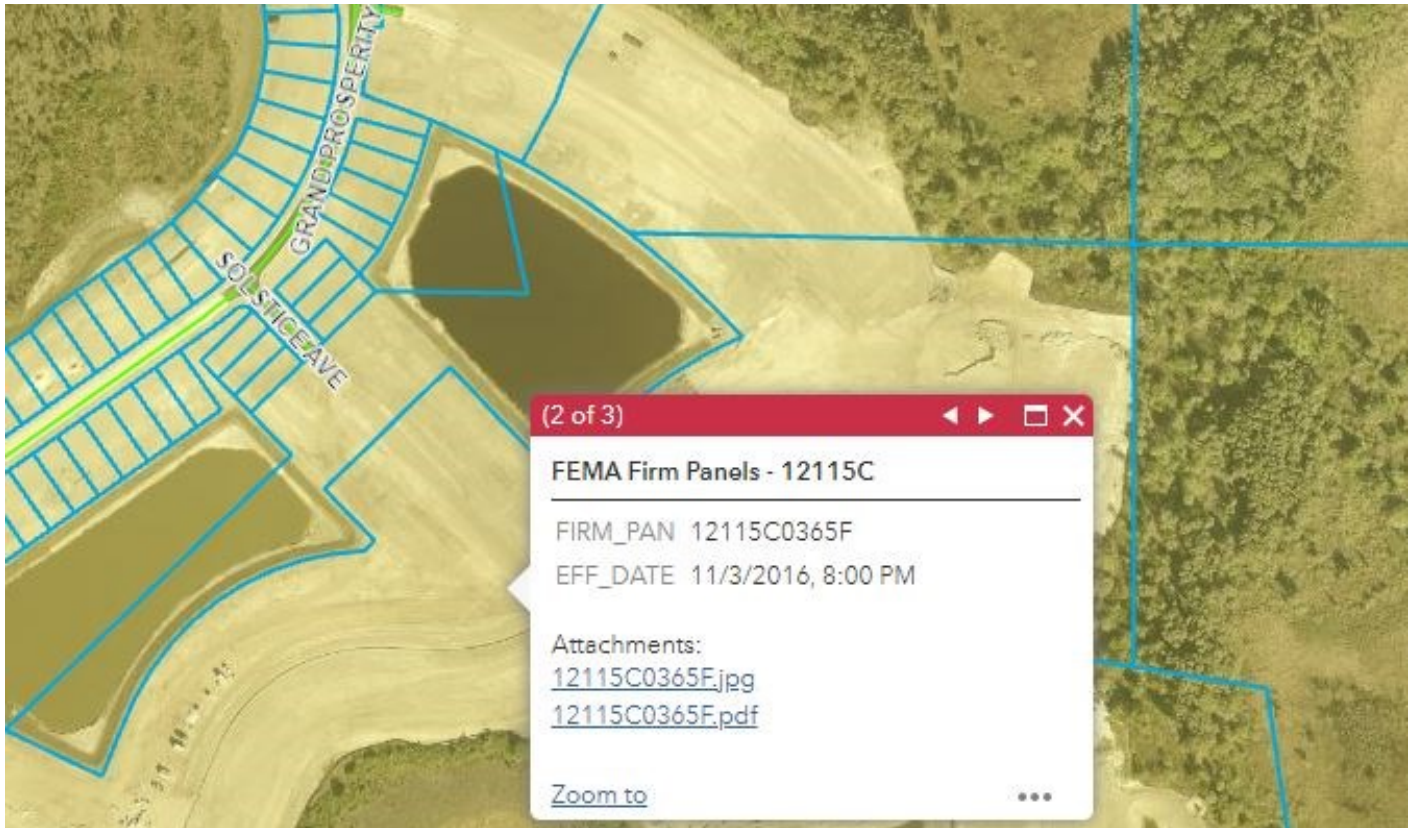 GRAND PROSPERITY
SOLSTICE AVE
(2 of 3)
FEMA Firm Panels - 12115C
FIRM_PAN 12115C0365F
EFF_DATE 11/3/2016, 8:00 PM
Attachments:
12115C0365F.jpg
12115C0365F.pdf
Zoom to